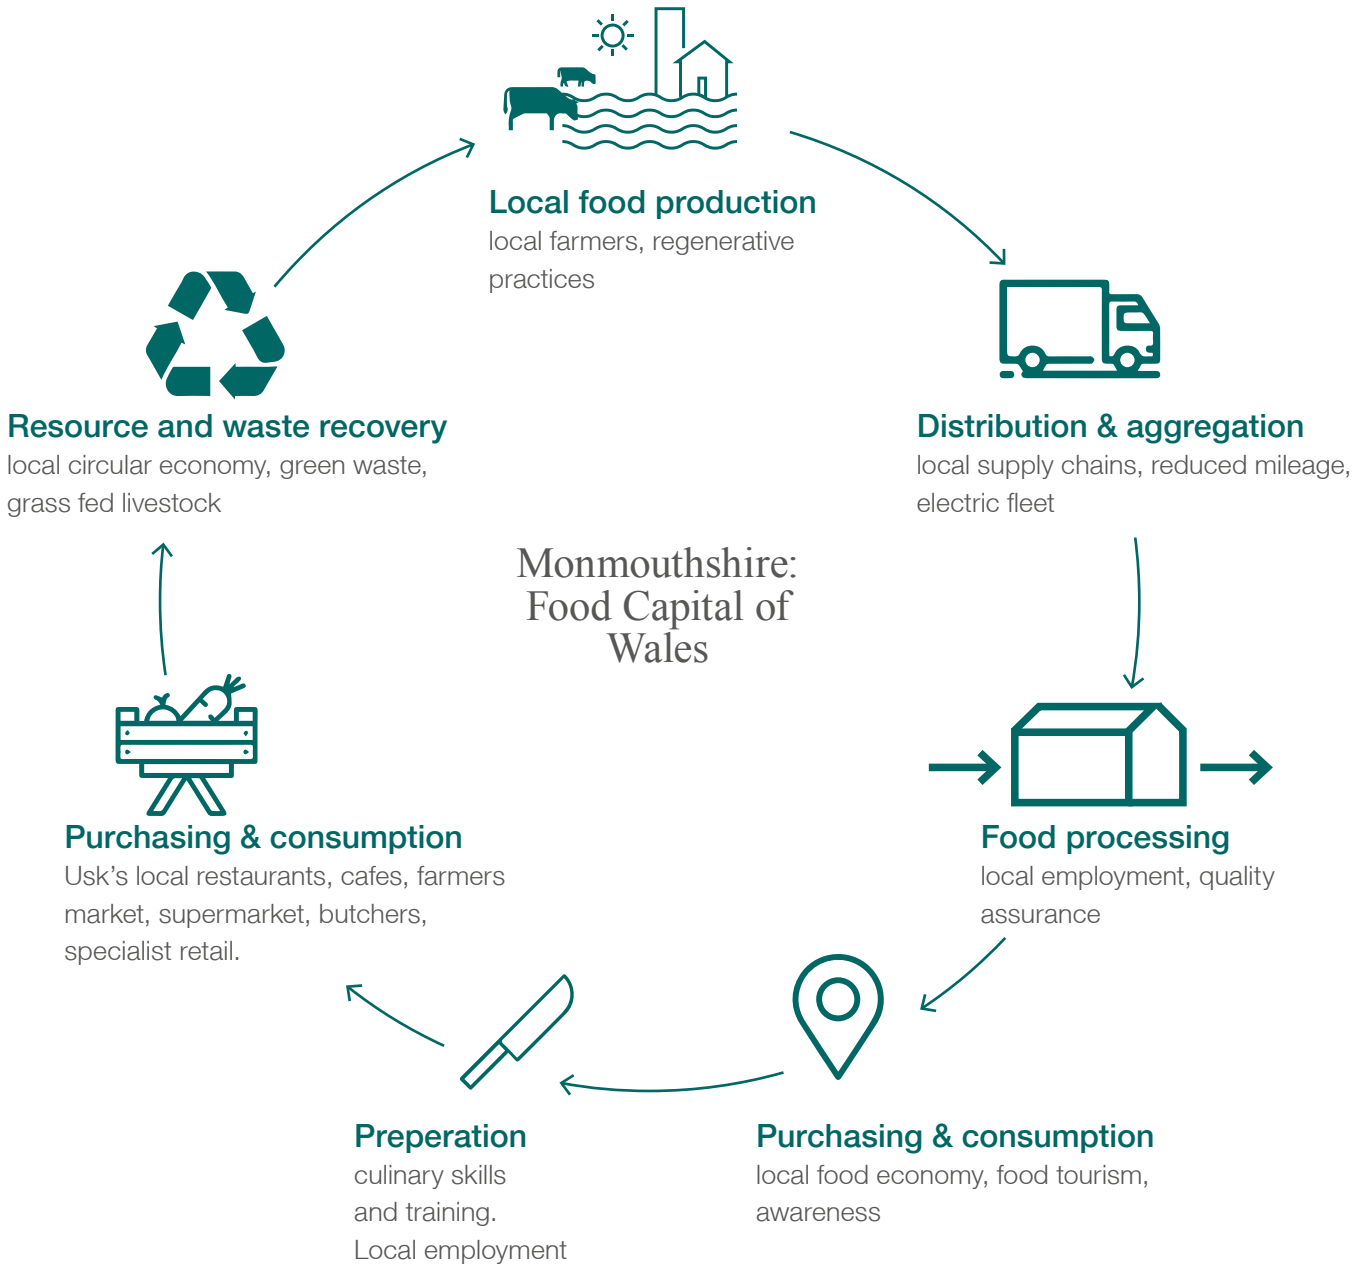 Local food production
local farmers, regenerative
practices
Distribution & aggregation
local supply chains, reduced mileage,
electric fleet
Food processing
local employment, quality
assurance
Purchasing & consumption
local food economy, food tourism,
awareness
Preperation
culinary skills
and training.
Local employment
Purchasing & consumption
Usk’s local restaurants, cafes, farmers
market, supermarket, butchers,
specialist retail.
Resource and waste recovery
local circular economy, green waste,
grass fed livestock
Monmouthshire:
Food Capital of
Wales